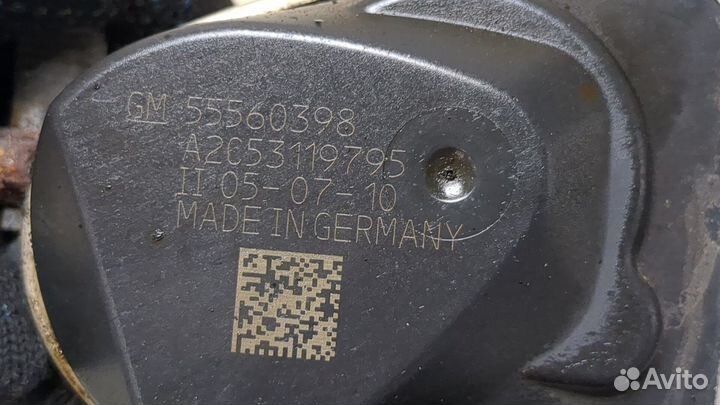 GM 55560398
A2C53119795
II 05-07-10
MADE IN GERMANY
Avito